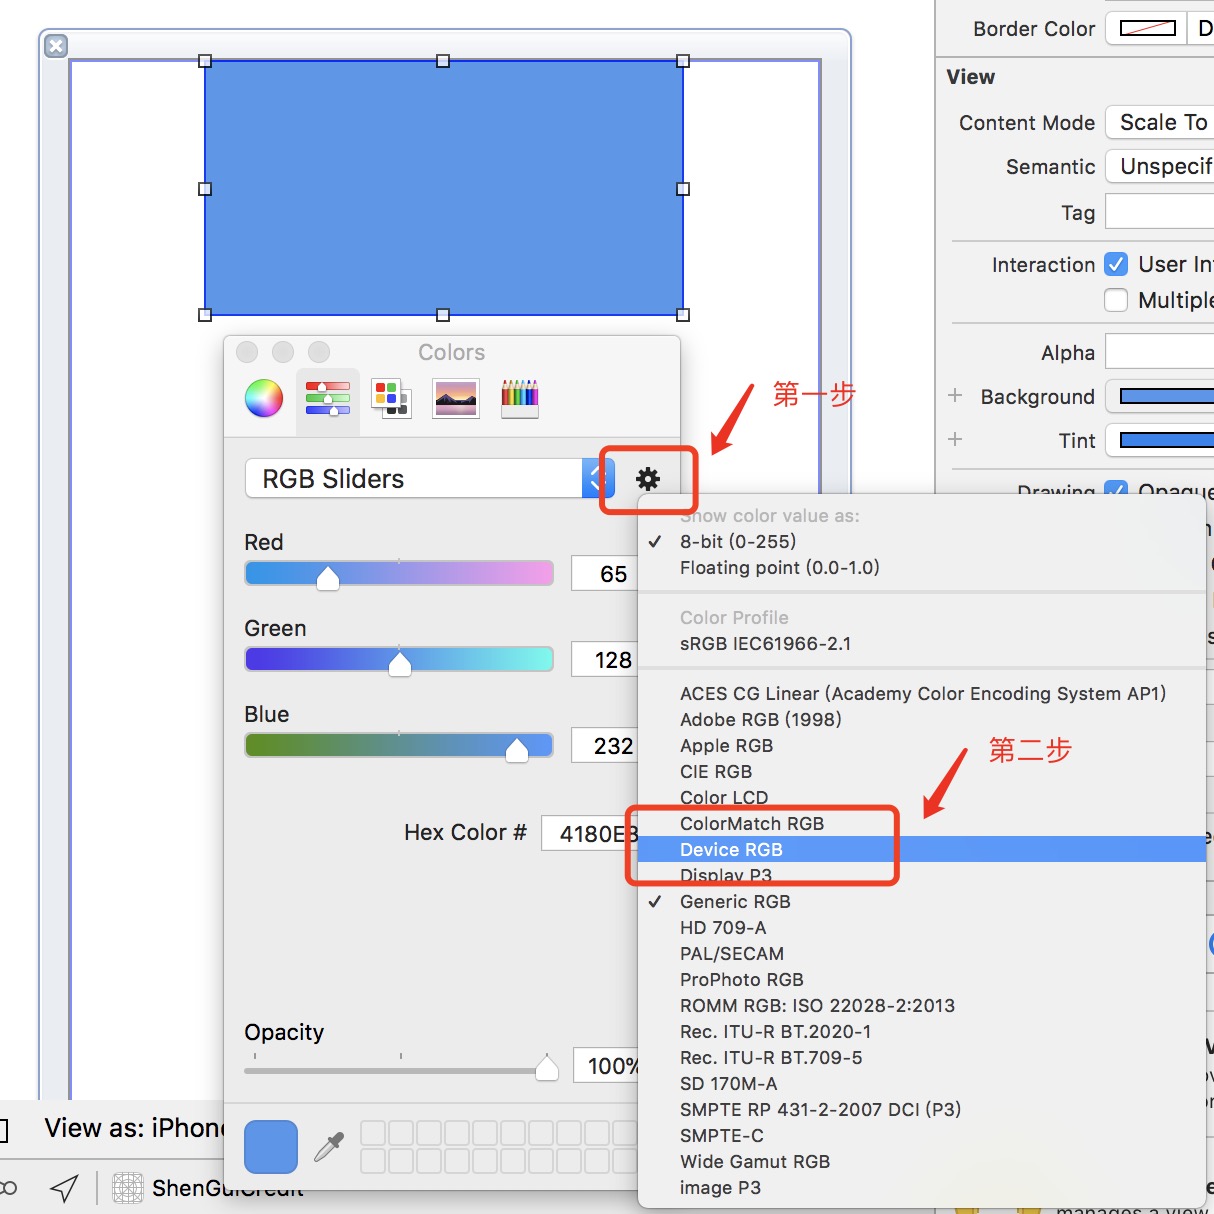 Border Color
D
View
Content Mode
Scale To
Semantic
Unspecif
Tag
Interaction
User In
Multiple
Alpha
Background
Tint
Drawing
Opaque
Colors
第一步
RGB Sliders
Show color value as:
8-bit (0-255)
Floating point (0.0-1.0)
Color Profile
sRGB IEC61966-2.1
ACES CG Linear (Academy Color Encoding System AP1)
Adobe RGB (1998)
Apple RGB
CIE RGB
Color LCD
ColorMatch RGB
Device RGB
Display P3
Generic RGB
HD 709-A
PAL/SECAM
ProPhoto RGB
ROMM RGB: ISO 22028-2:2013
Rec. ITU-R BT.2020-1
Rec. ITU-R BT.709-5
SD 170M-A
SMPTE RP 431-2-2007 DCI (P3)
SMPTE-C
Wide Gamut RGB
image P3
第二步
Red
65
Green
128
Blue
232
Hex Color #
4180E8
Opacity
100%
View as: iPhone
ShenGuiCredit
manages a view